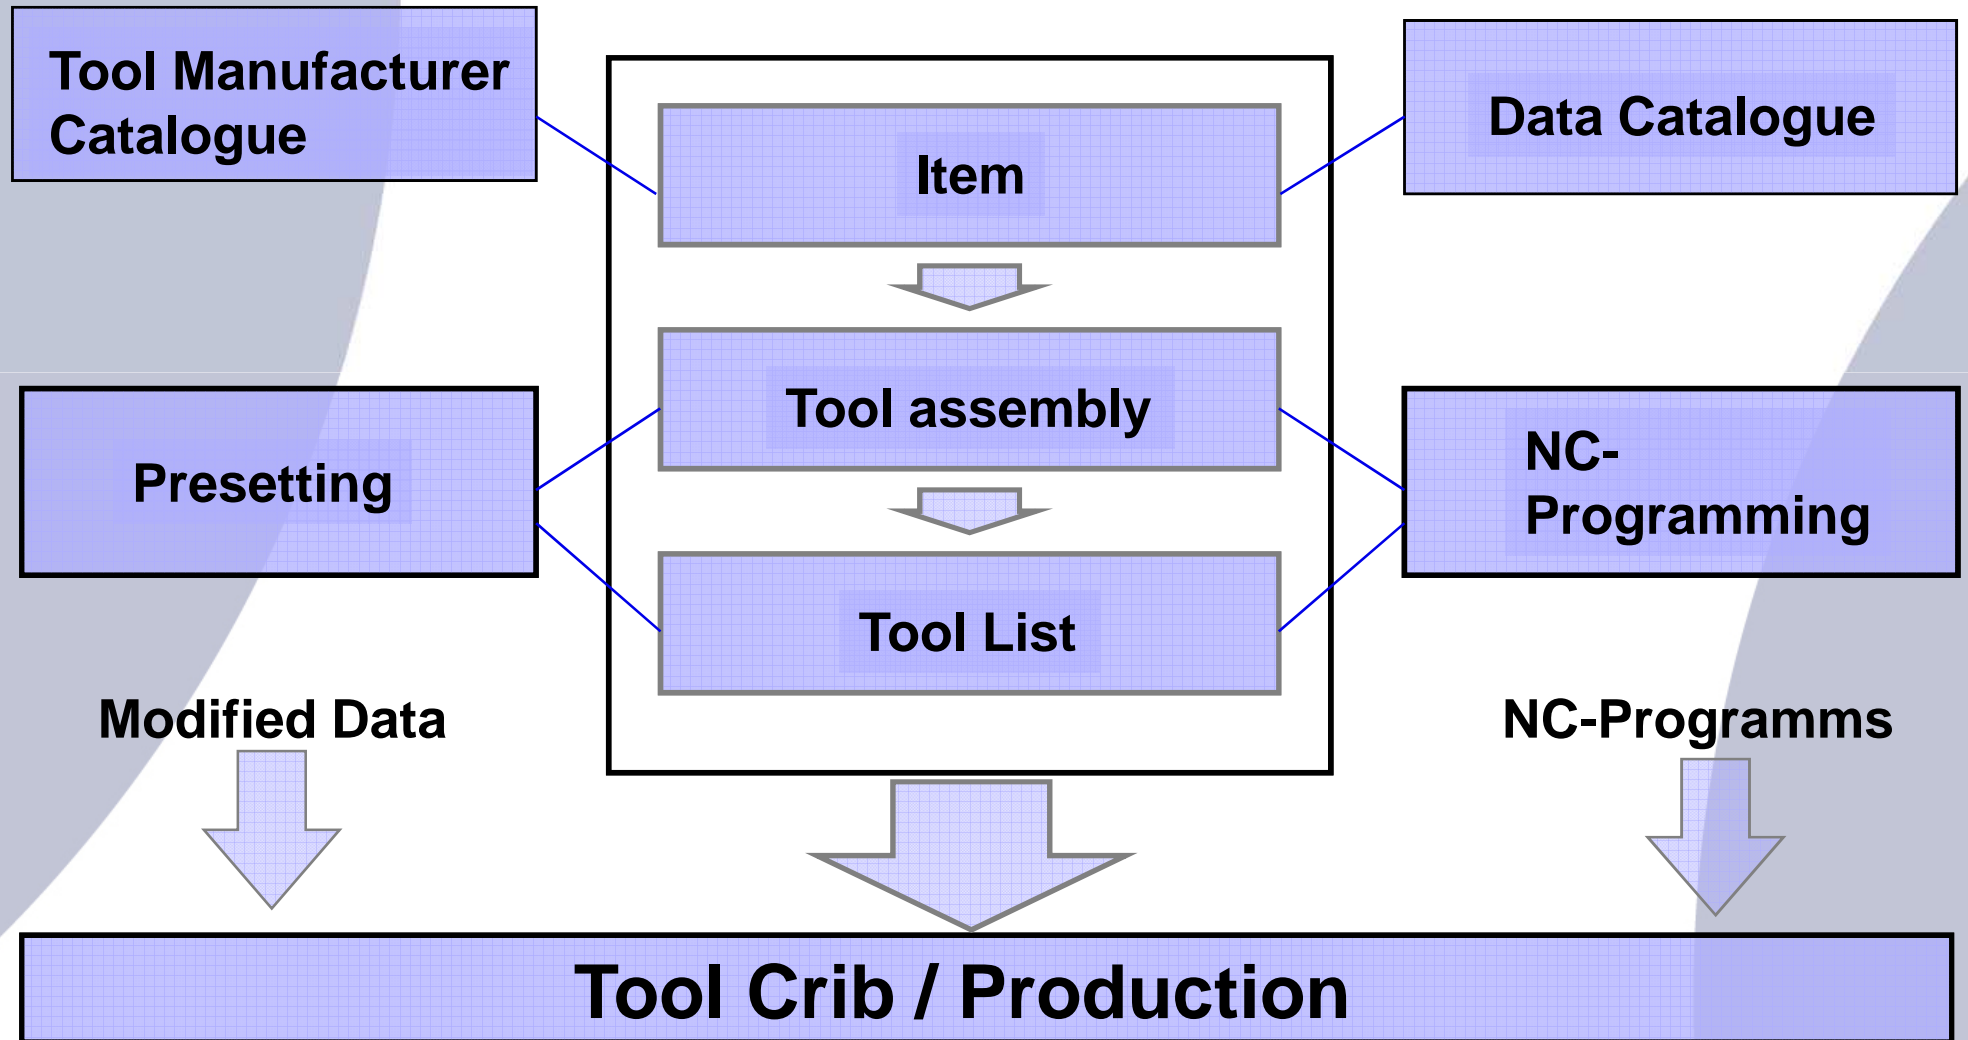 Tool Manufacturer
Catalogue
Item
Data Catalogue
Tool assembly
Presetting
NC-
Programming
Tool List
Modified Data
NC-Programms
Tool Crib / Production